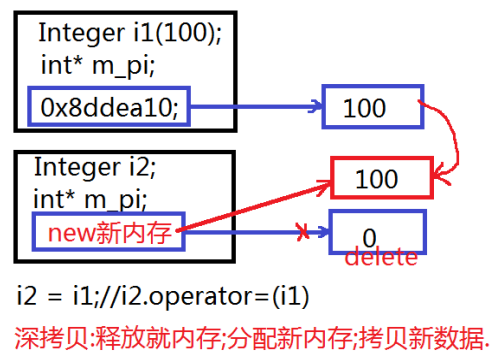 Integer i1(100);
int* m_pi;
0x8ddea10;
100
Integer i2;
int* m_pi;
new新内存
100
0
delete
i2 = i1;//i2.operator=(i1)
深拷贝:释放就内存;分配新内存;拷贝新数据.